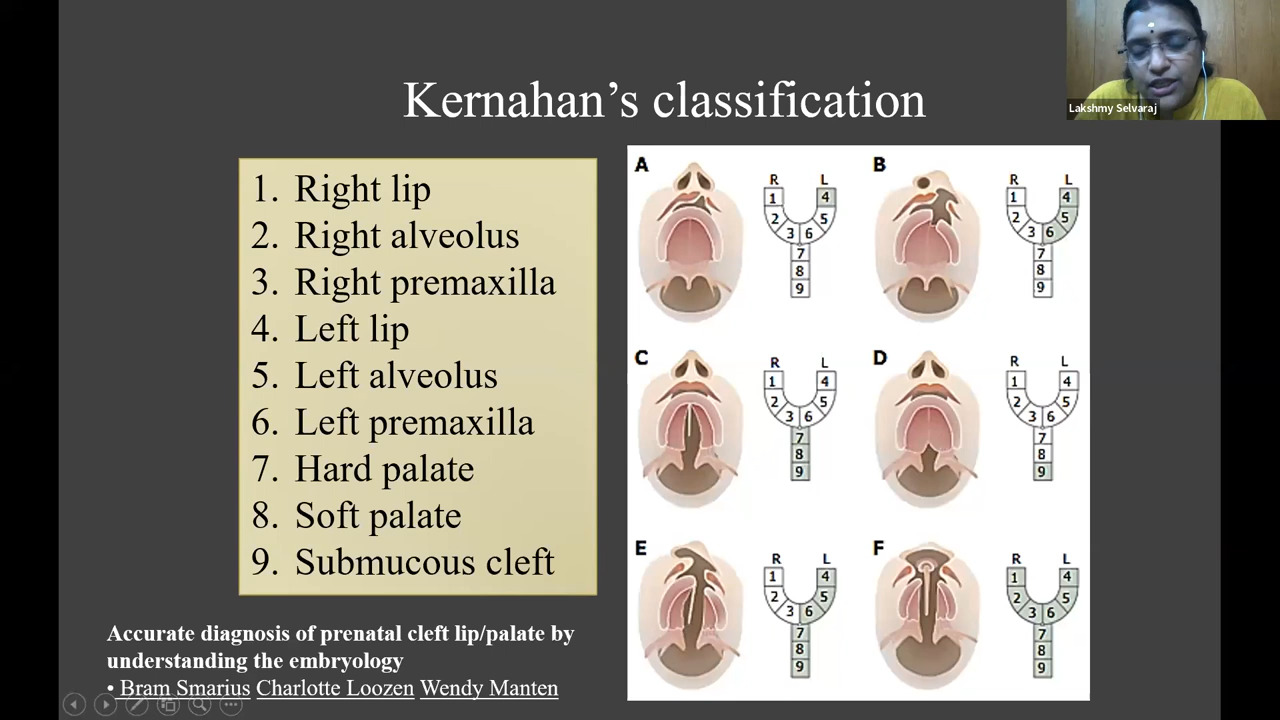 Kernahan's classification
Lakshmy Selvaraj
1. Right lip
2. Right alveolus
3. Right premaxilla
4. Left lip
5. Left alveolus
6. Left premaxilla
7. Hard palate
8. Soft palate
9. Submucous cleft
A
R L
1 4
2 5
3 6
7
8
9
B
R L
1 4
2 5
3 6
7
8
9
C
R L
1 4
2 5
3 6
7
8
9
D
R L
1 4
2 5
3 6
7
8
9
E
R L
1 4
2 5
3 6
7
8
9
F
R L
1 4
2 5
3 6
7
8
9
Accurate diagnosis of prenatal cleft lip/palate by
understanding the embryology
• Bram Smarius Charlotte Loozen Wendy Manten